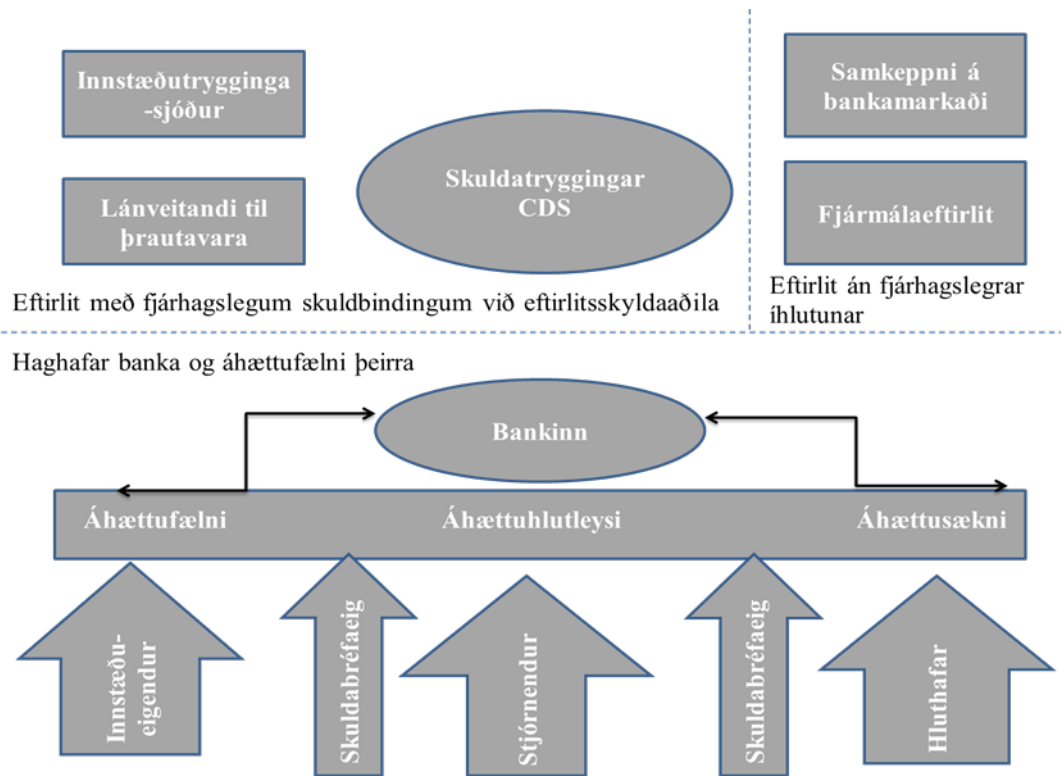 Innstæðutrygginga
-sjóður
Lánveitandi til
þrautavara
Skuldatryggingar
CDS
Eftirlit með fjárhagslegum skuldbindingum við eftirlitsskyldaaðila
Samkeppni á
bankamarkaði
Fjármálaeftirlit
Eftirlit án fjárhagslegrar
íhlutunar
Haghafar banka og áhættufælni þeirra
Bankinn
Áhættufælni
Áhættuhlutleysi
Áhættusækni
Innstæðu-
eigendur
Skuldabréfaeig
Stjórnendur
Skuldabréfaeig
Hluthafar